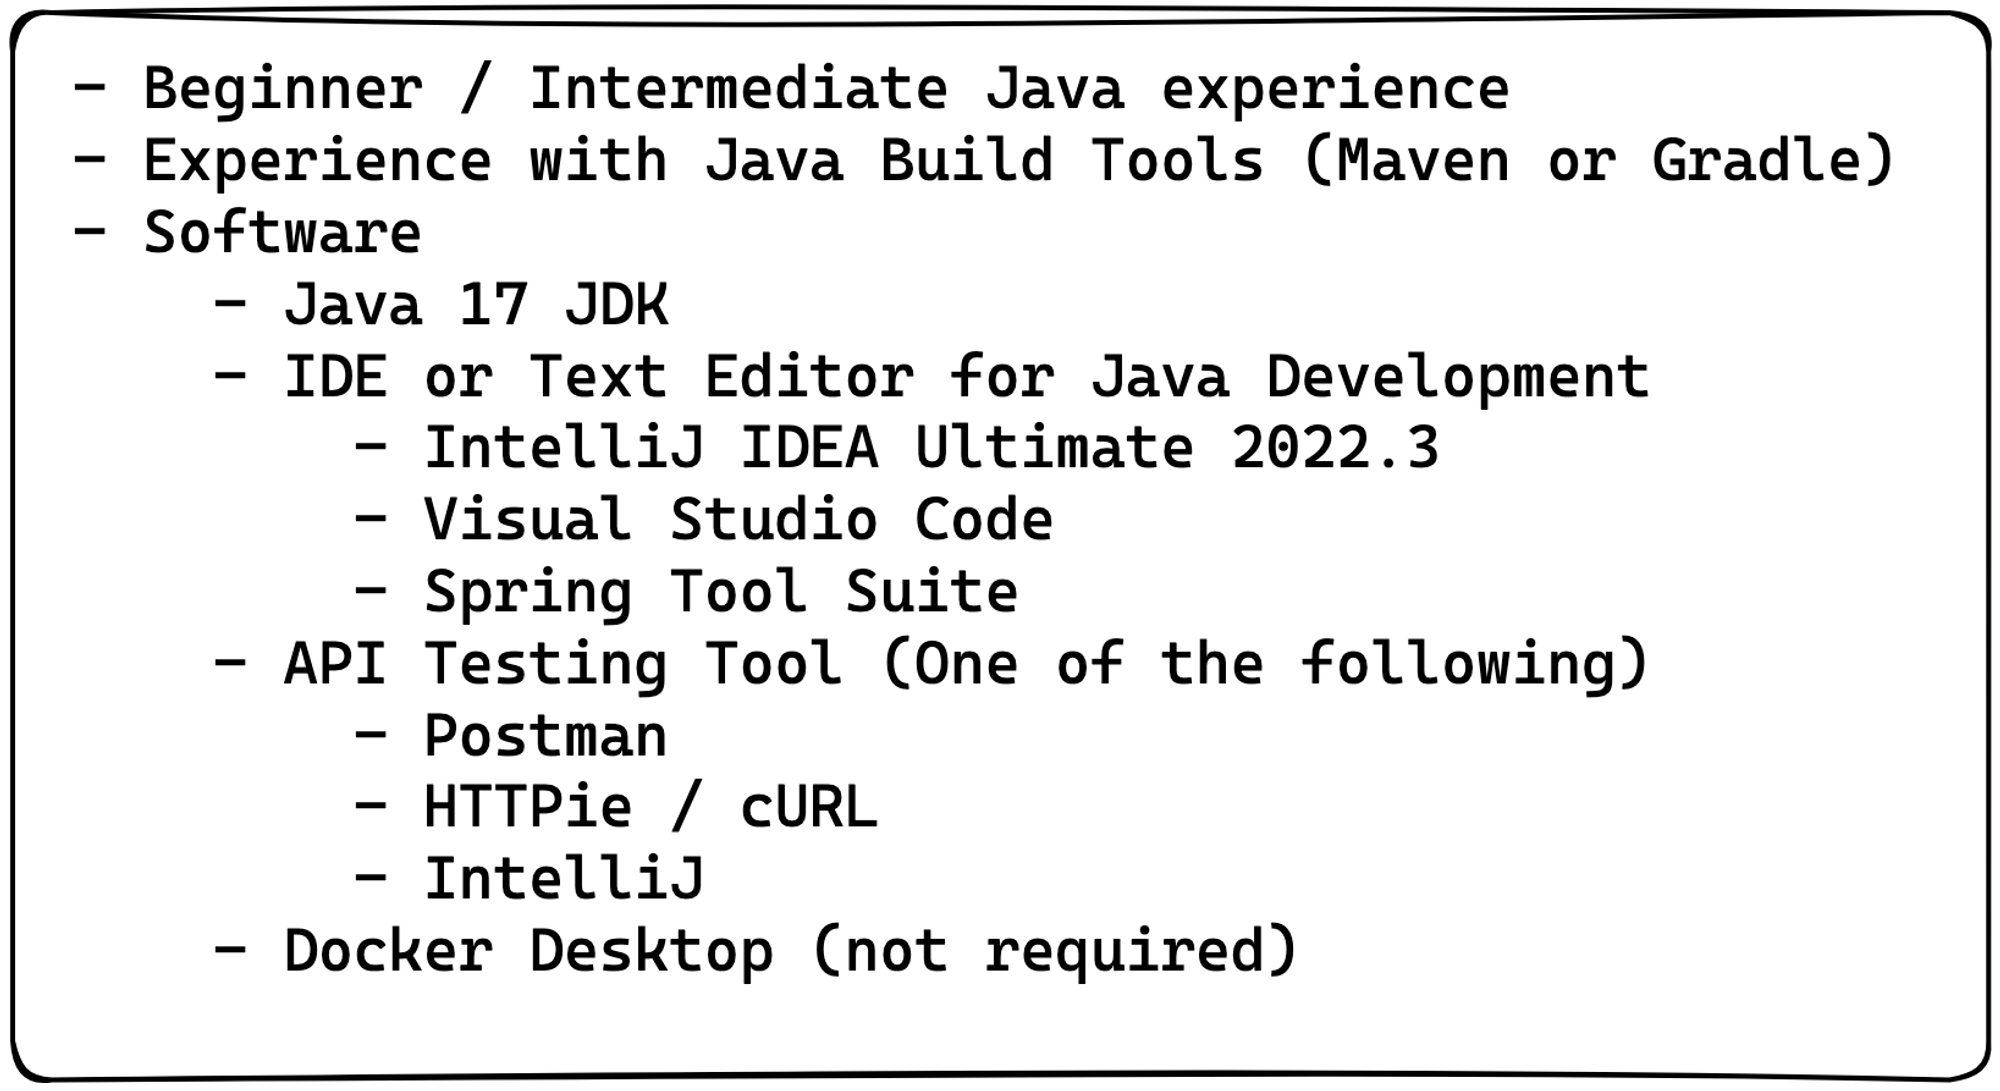 - Beginner / Intermediate Java experience
- Experience with Java Build Tools (Maven or Gradle)
- Software
- Java 17 JDK
- IDE or Text Editor for Java Development
- IntelliJ IDEA Ultimate 2022.3
- Visual Studio Code
- Spring Tool Suite
- API Testing Tool (One of the following)
- Postman
- HTTPie / cURL
- IntelliJ
- Docker Desktop (not required)